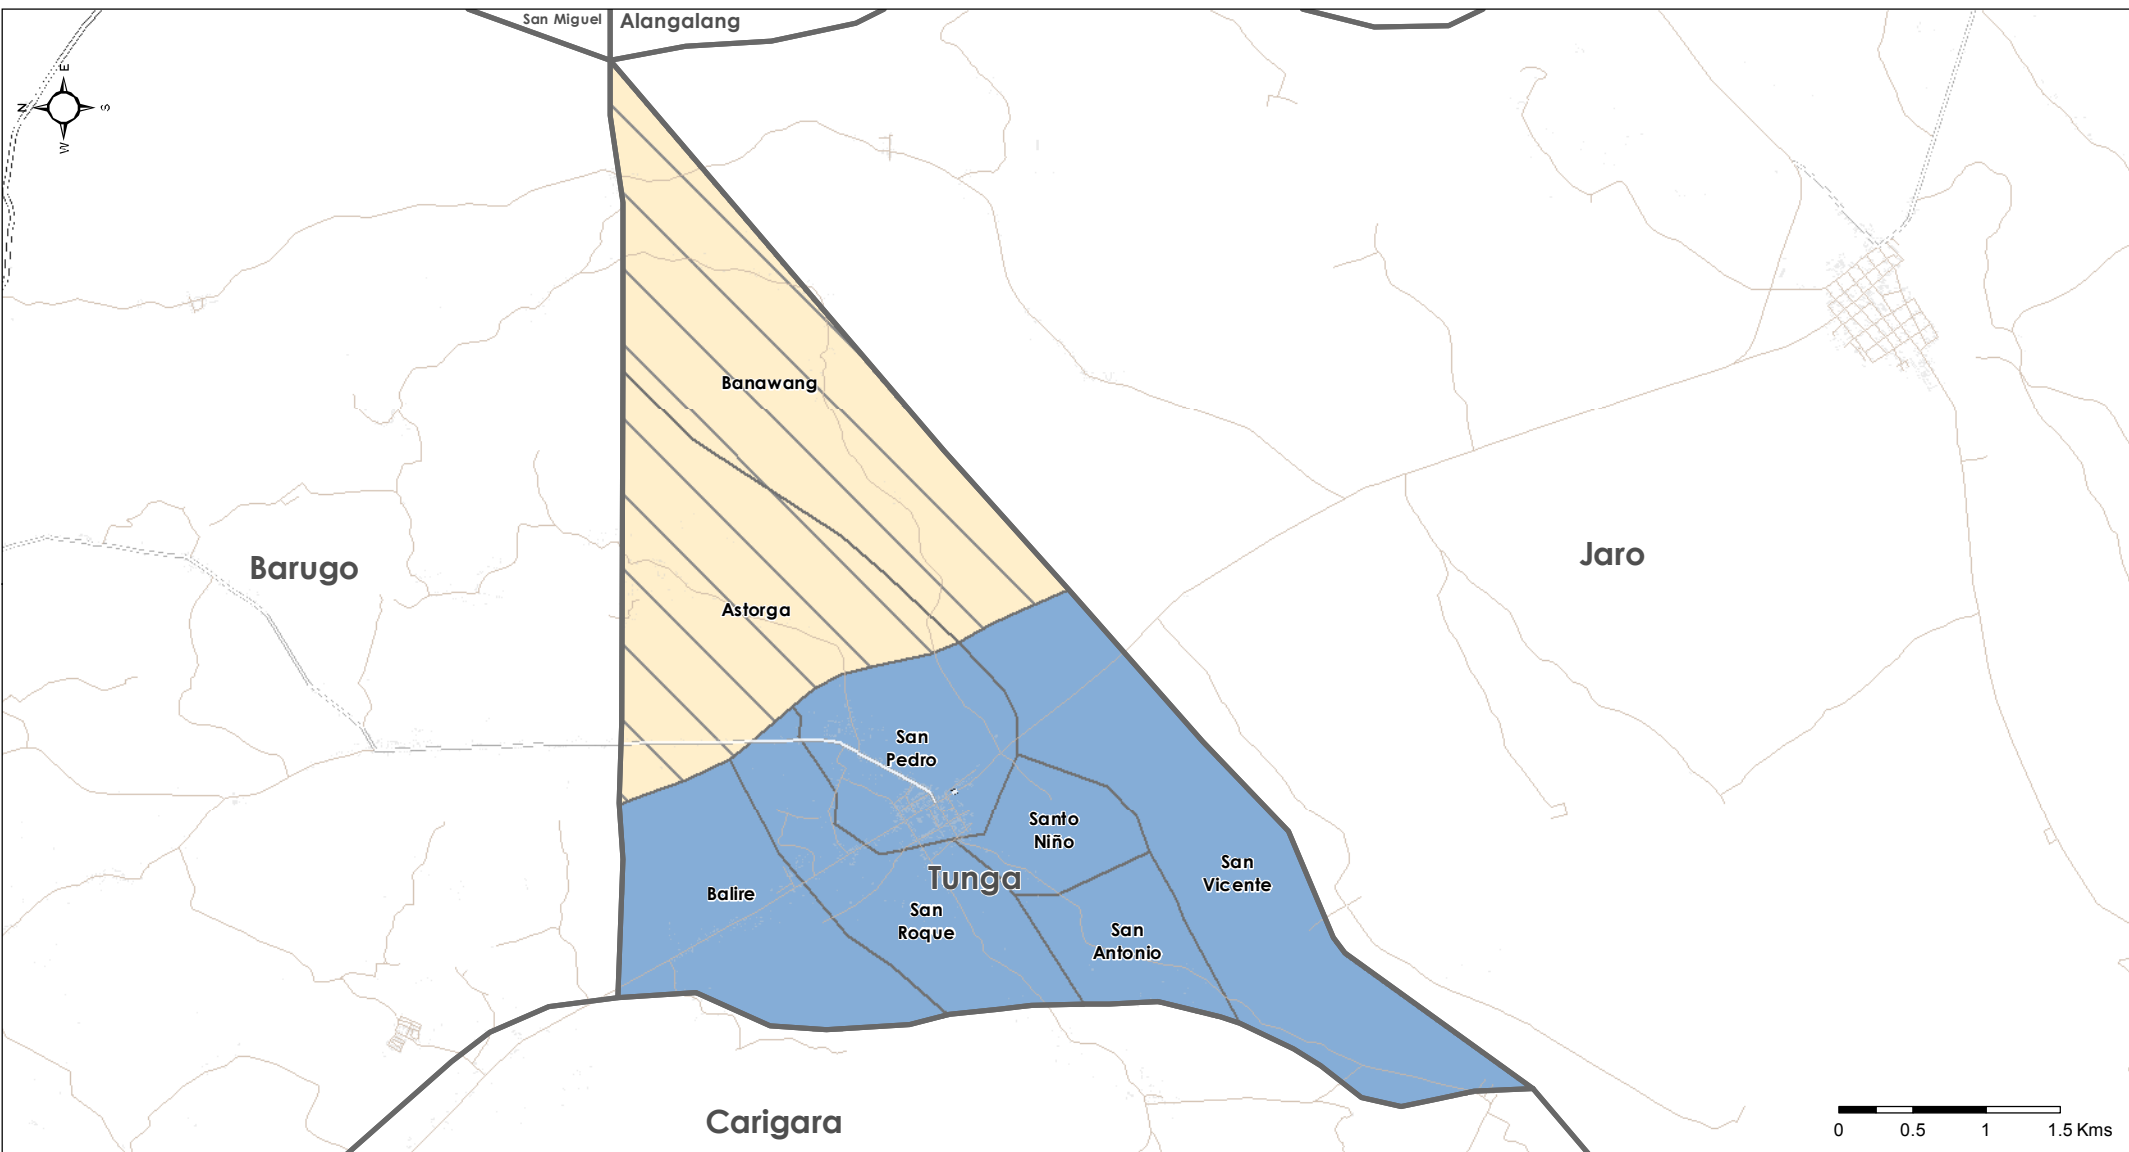 San Miguel
Alangalang
E
N
S
W
Banawang
Barugo
Jaro
Astorga
San
Pedro
Santo
Niño
San
Vicente
Tunga
Balire
San
Roque
San
Antonio
Carigara
0 0.5 1 1.5 Kms